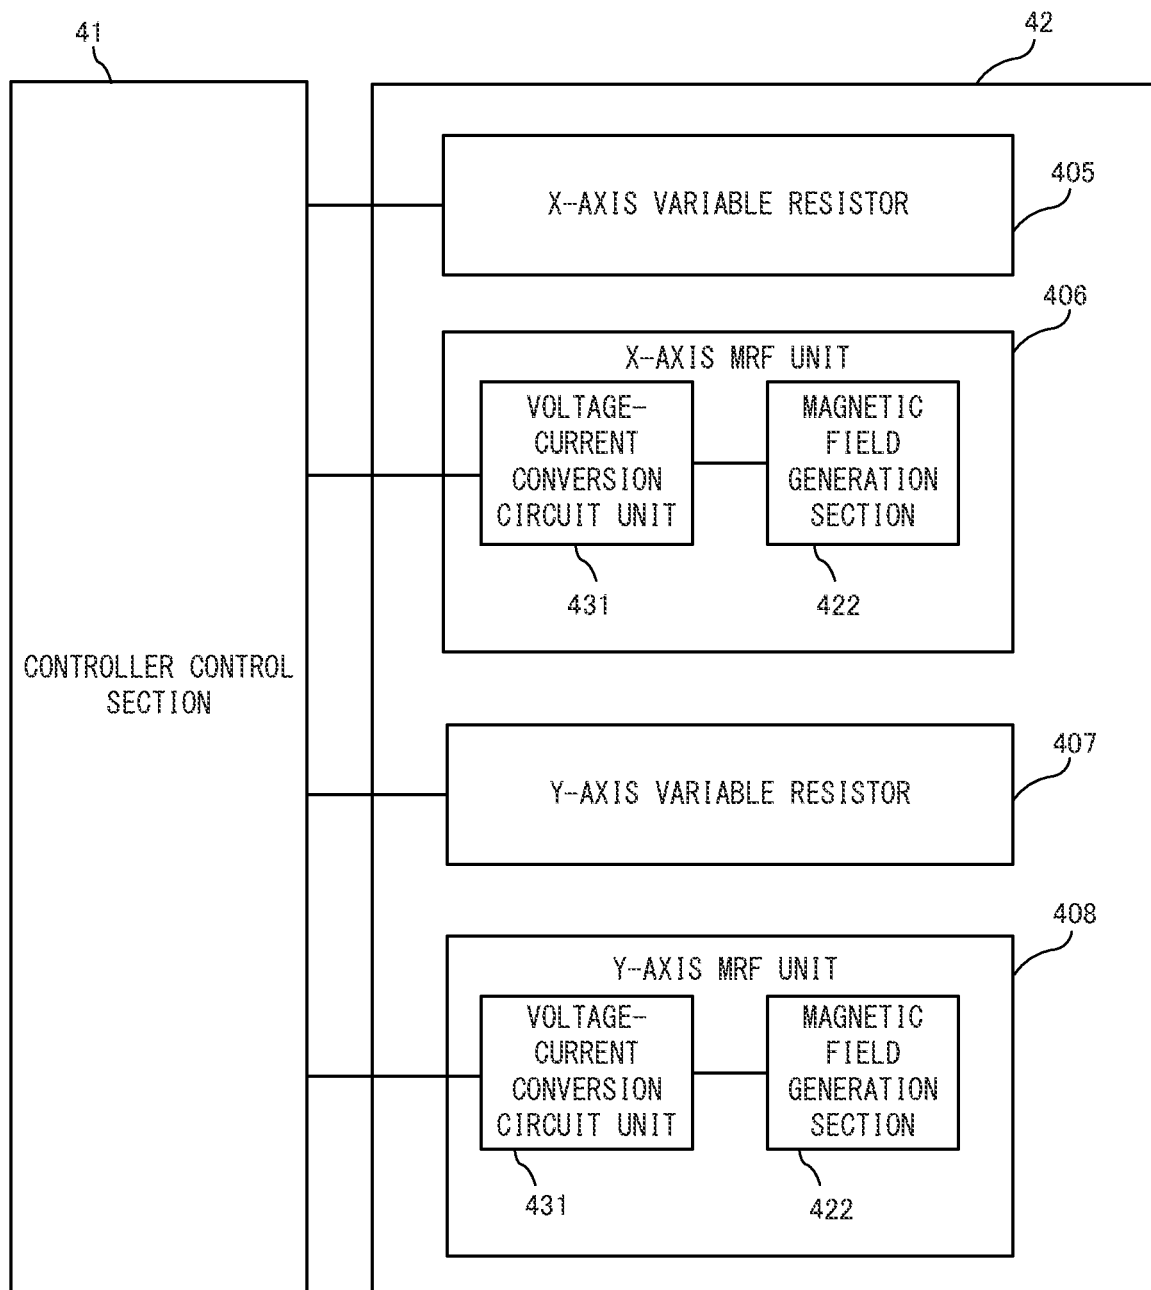 41
42
X-AXIS VARIABLE RESISTOR
405
406
X-AXIS MRF UNIT
VOLTAGE-
CURRENT
CONVERSION
CIRCUIT UNIT
MAGNETIC
FIELD
GENERATION
SECTION
431
422
CONTROLLER CONTROL
SECTION
407
Y-AXIS VARIABLE RESISTOR
408
Y-AXIS MRF UNIT
VOLTAGE-
CURRENT
CONVERSION
CIRCUIT UNIT
MAGNETIC
FIELD
GENERATION
SECTION
431
422